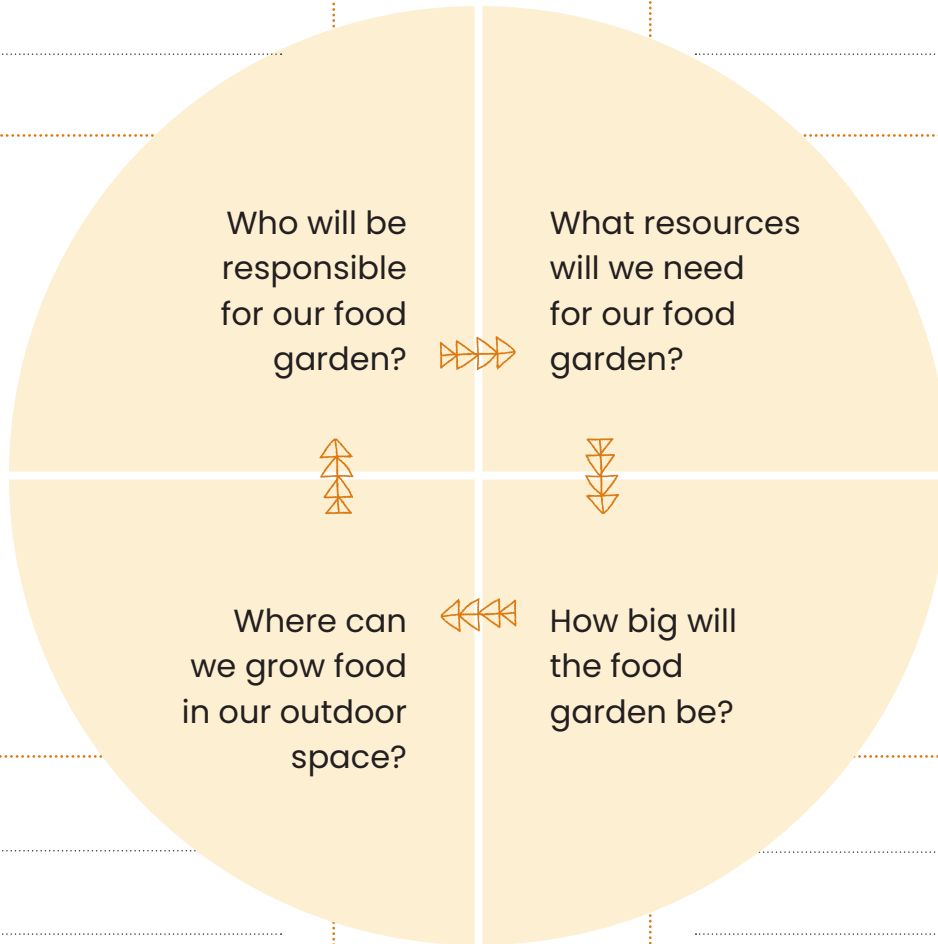 Who will be
responsible
for our food
garden?
What resources
will we need
for our food
garden?
Where can
we grow food
in our outdoor
space?
How big will
the food
garden be?